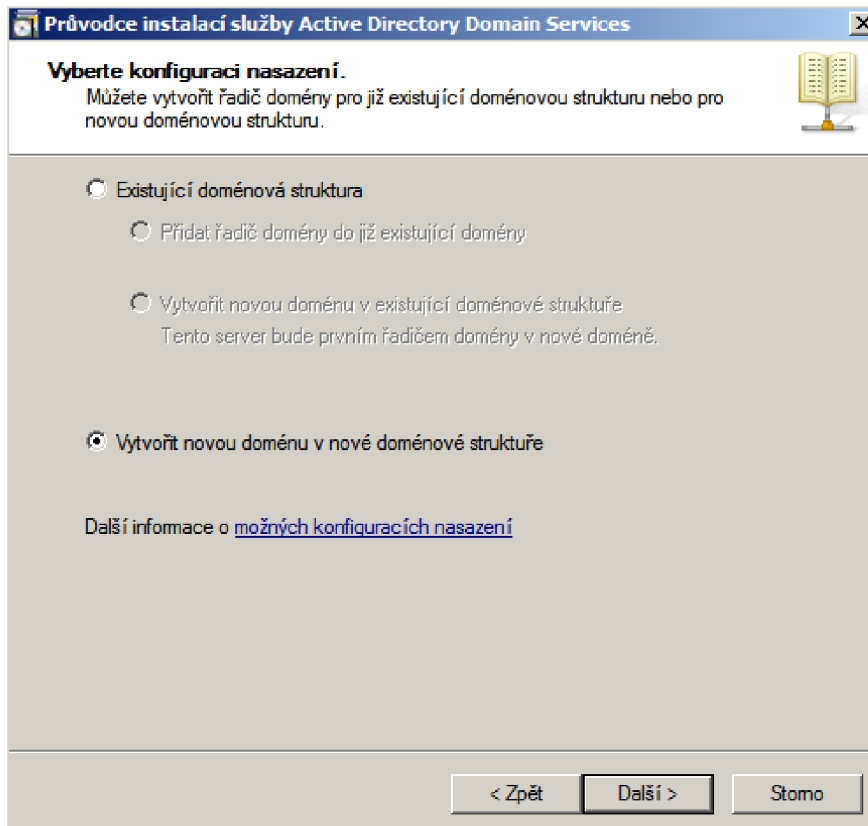 Průvodce instalací služby Active Directory Domain Services
Vyberte konfiguraci nasazení.
Můžete vytvořit řadič domény pro již existující doménovou strukturu nebo pro
novou doménovou strukturu.
Existující doménová struktura
Přidat řadič domény do již existující domény
Vytvořit novou doménu v existující doménové struktuře
Tento server bude prvním řadičem domény v nové doméně.
Vytvořit novou doménu v nové doménové struktuře
Další informace o možných konfiguracích nasazení
< Zpět
Další >
Storno